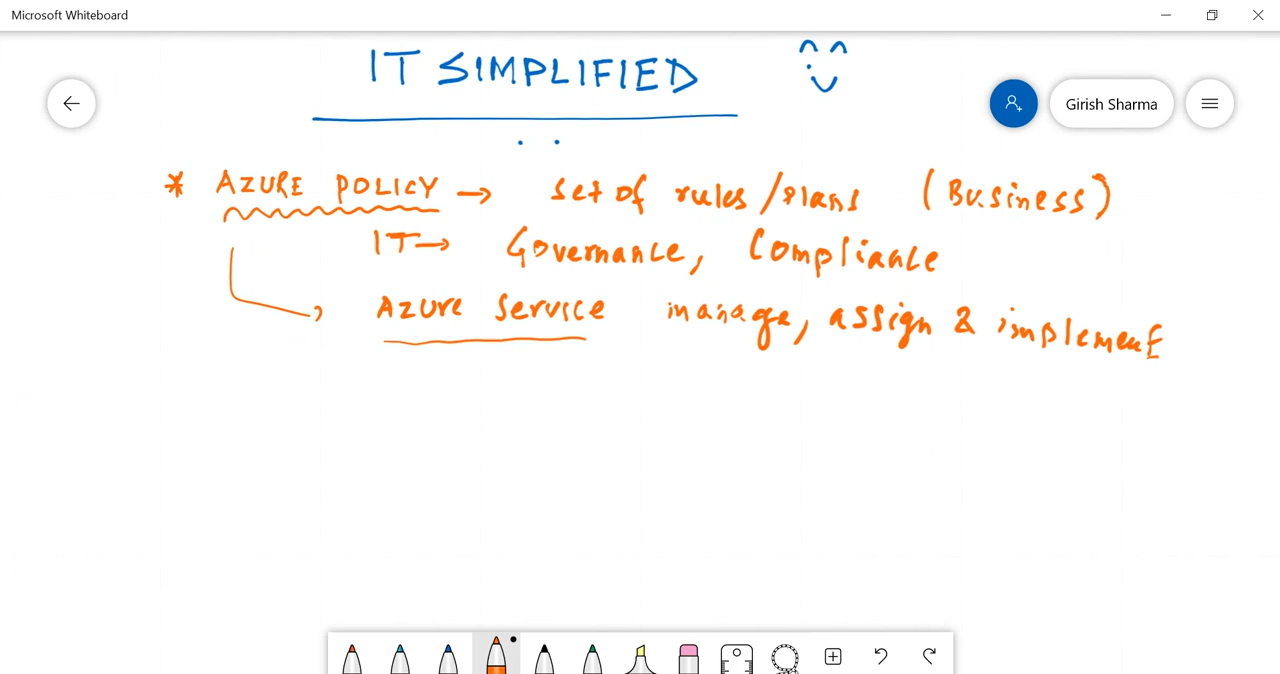 Microsoft Whiteboard
IT SIMPLIFIED
Girish Sharma
* AZURE POLICY → set of rules/plans (Business)
IT → Governance, Compliance
Azure Service manage, assign & implement